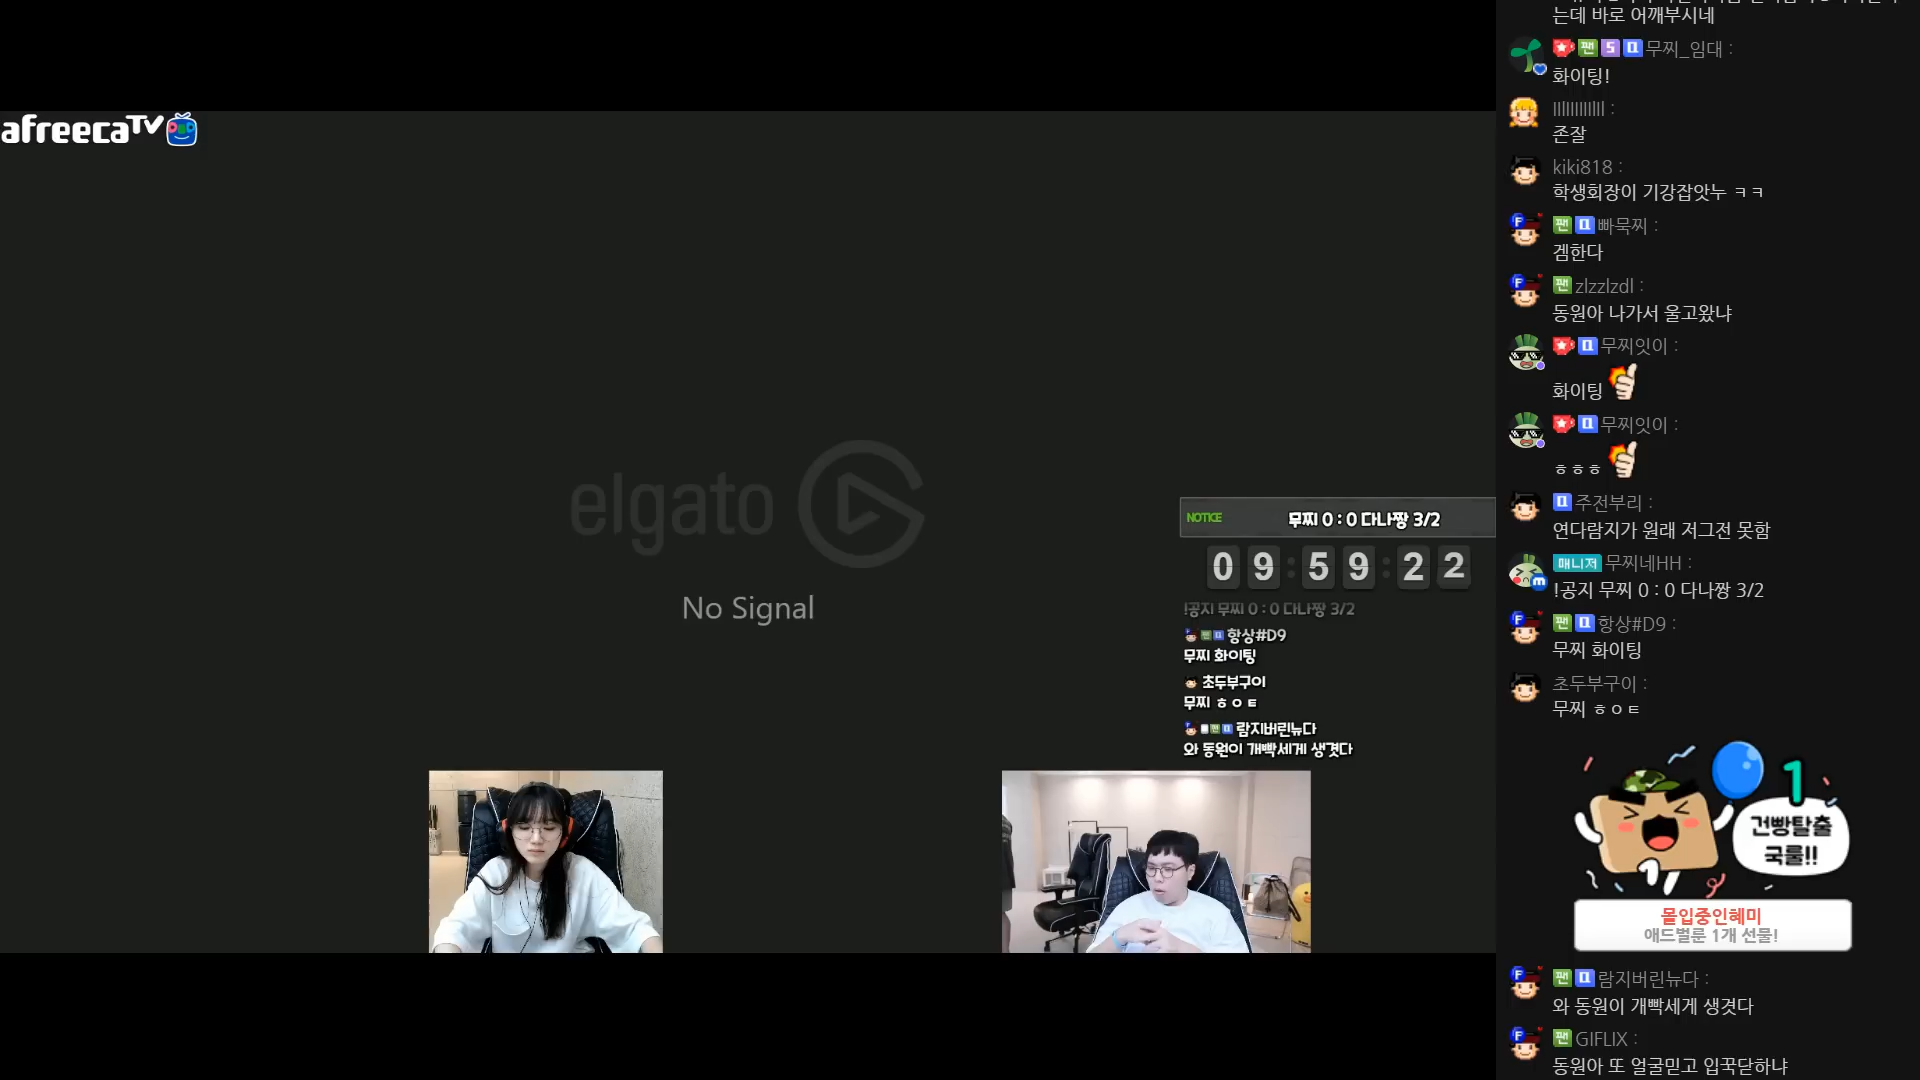 afreecaTV
elgato
No Signal
NOTICE
무찌 0 : 0 다나짱 3/2
09:59:22
!공지 무찌 0 : 0 다나짱 3/2
항상#D9
무찌 화이팅
초두부구이
무찌 ㅎㅇㅌ
람지버린뉴다
와 동원이 개빡세게 생겻다
는데 바로 어깨부시네
팬 S 무찌_임대 :
화이팅!
llllllllllll :
존잘
kiki818 :
학생회장이 기강잡앗누 ㅋㅋ
팬 빠묵찌 :
겜한다
팬 zlzzlzdl :
동원아 나가서 울고왔냐
무찌잇이 :
화이팅
무찌잇이 :
ㅎㅎㅎ
주전부리 :
연다람지가 원래 저그전 못함
매니저 무찌네HH :
!공지 무찌 0 : 0 다나짱 3/2
팬 항상#D9 :
무찌 화이팅
초두부구이 :
무찌 ㅎㅇㅌ
1
건빵탈출
국룰!!
몰입중인혜미
애드벌룬 1개 선물!
팬 람지버린뉴다 :
와 동원이 개빡세게 생겻다
팬 GIFLIX :
동원아 또 얼굴믿고 입꾹닫하냐